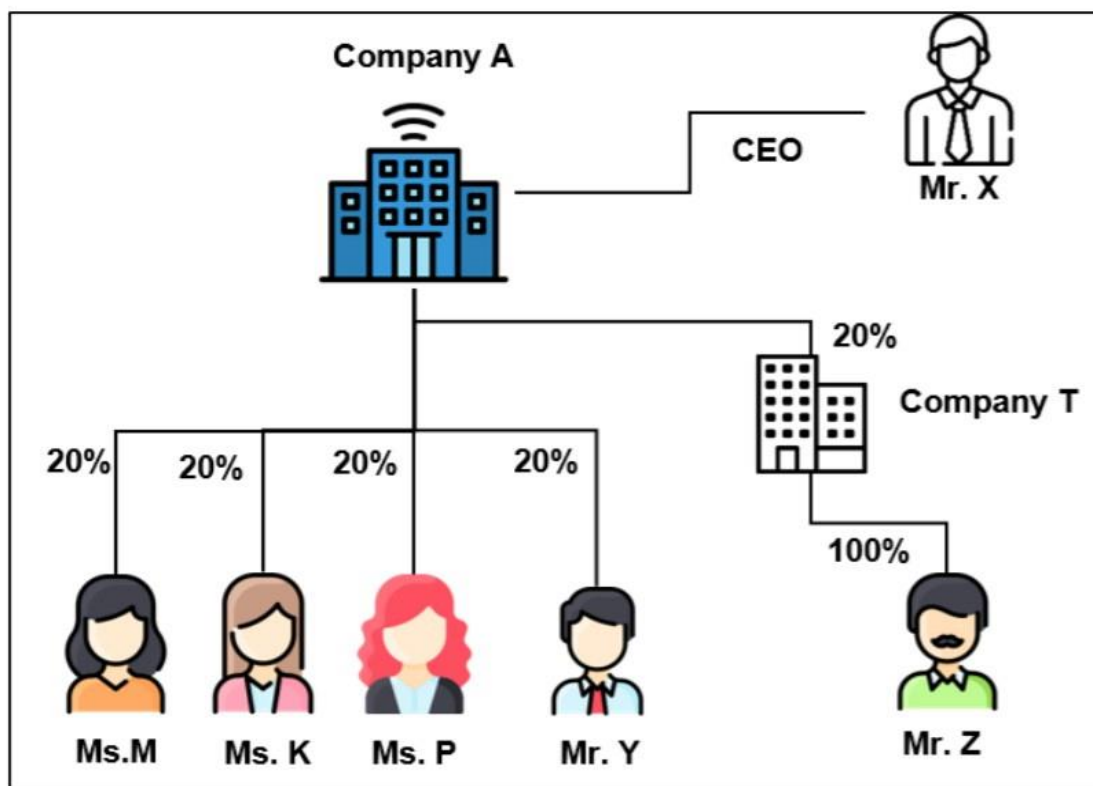 Company A
CEO
Mr. X
20%
Company T
20%
20%
20%
20%
100%
Ms.M
Ms. K
Ms. P
Mr. Y
Mr. Z